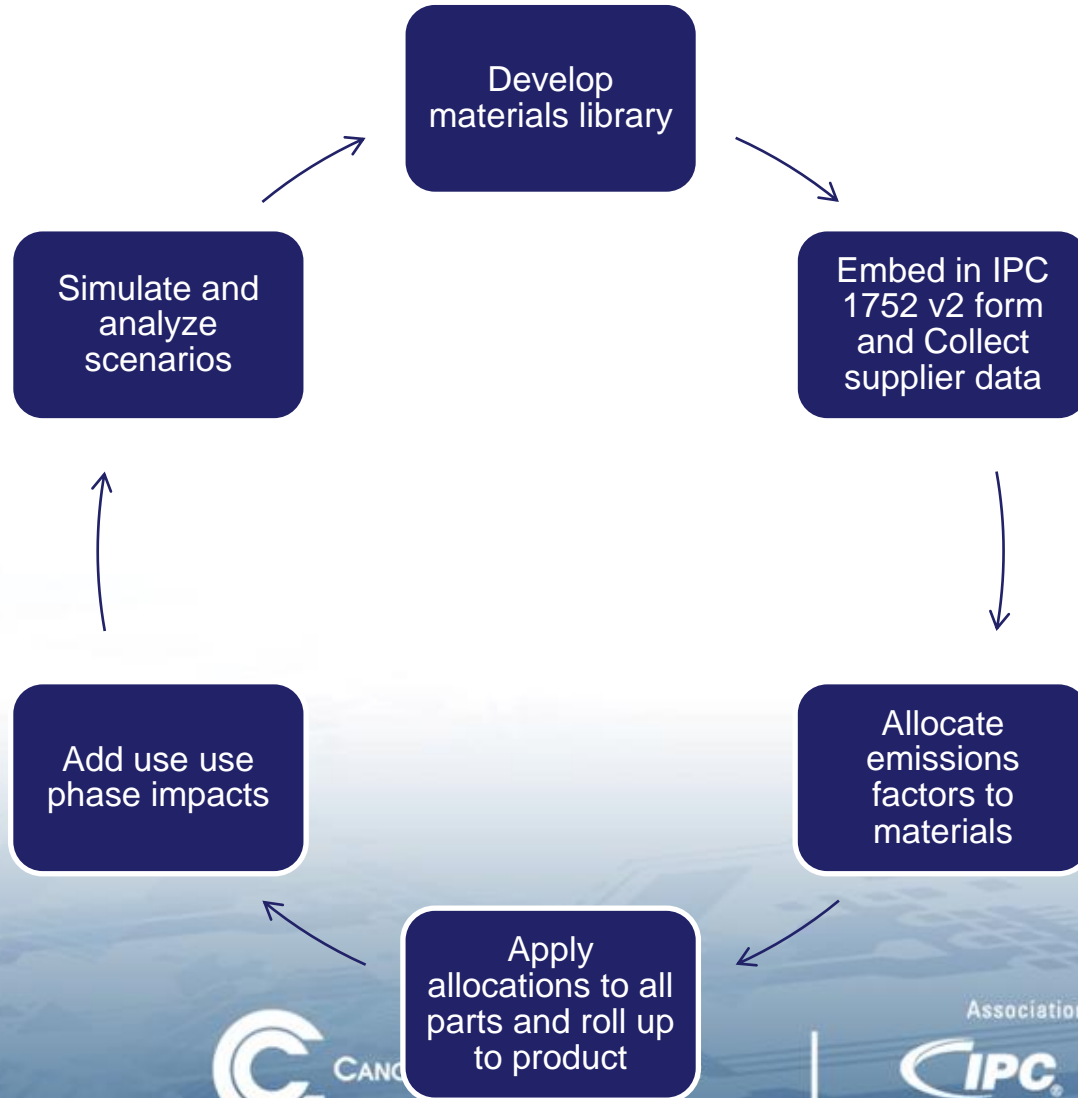 Develop
materials library
Embed in IPC
1752 v2 form
and Collect
supplier data
Allocate
emissions
factors to
materials
Apply
allocations to all
parts and roll up
to product
Add use use
phase impacts
Simulate and
analyze
scenarios
Association
IPC®